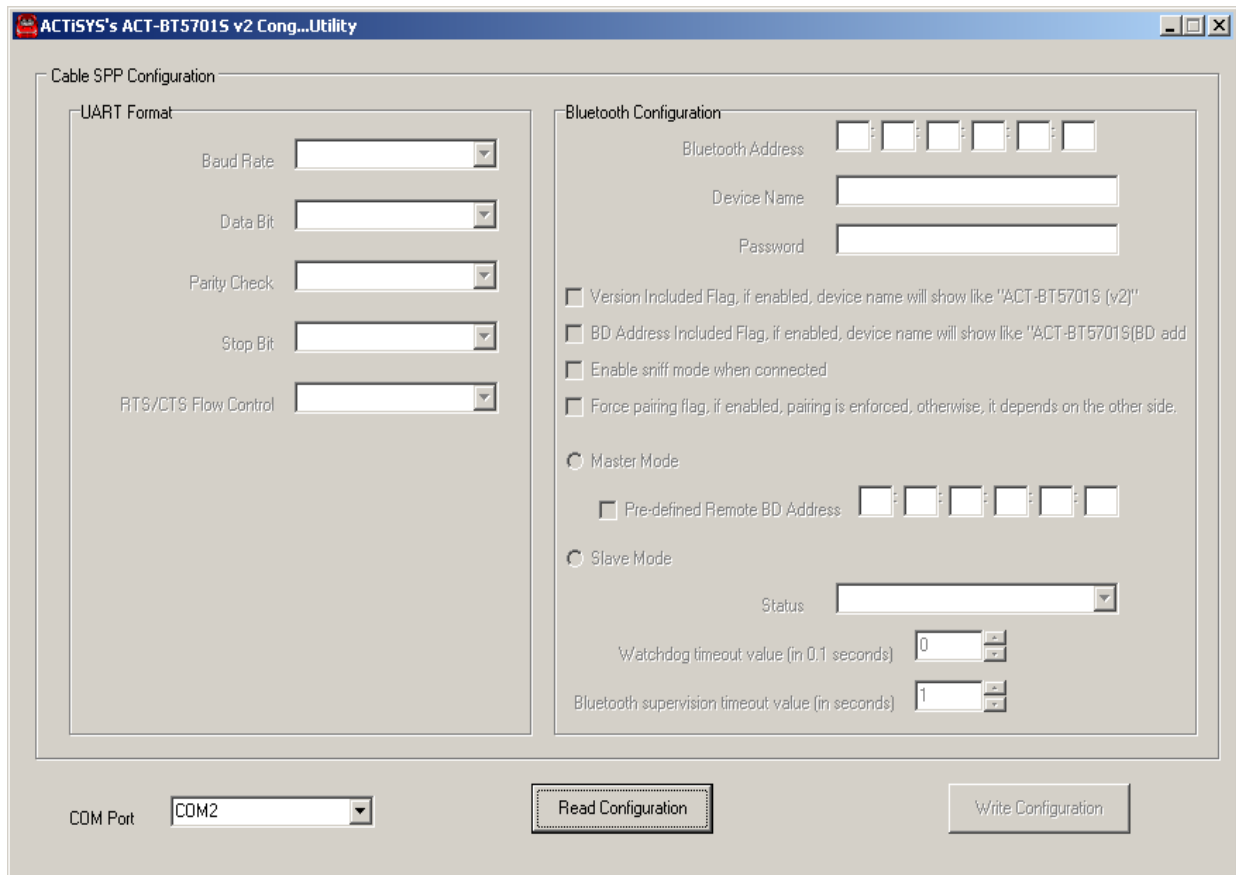 ACTiSYS's ACT-BT5701S v2 Cong...Utility
Cable SPP Configuration
UART Format
Baud Rate
Data Bit
Parity Check
Stop Bit
RTS/CTS Flow Control
Bluetooth Configuration
Bluetooth Address : : : : :
Device Name
Password
Version Included Flag, if enabled, device name will show like "ACT-BT5701S (v2)"
BD Address Included Flag, if enabled, device name will show like "ACT-BT5701S(BD add
Enable sniff mode when connected
Force pairing flag, if enabled, pairing is enforced, otherwise, it depends on the other side.
Master Mode
Pre-defined Remote BD Address : : : : :
Slave Mode
Status
Watchdog timeout value (in 0.1 seconds) 0
Bluetooth supervision timeout value (in seconds) 1
COM Port COM2 Read Configuration Write Configuration